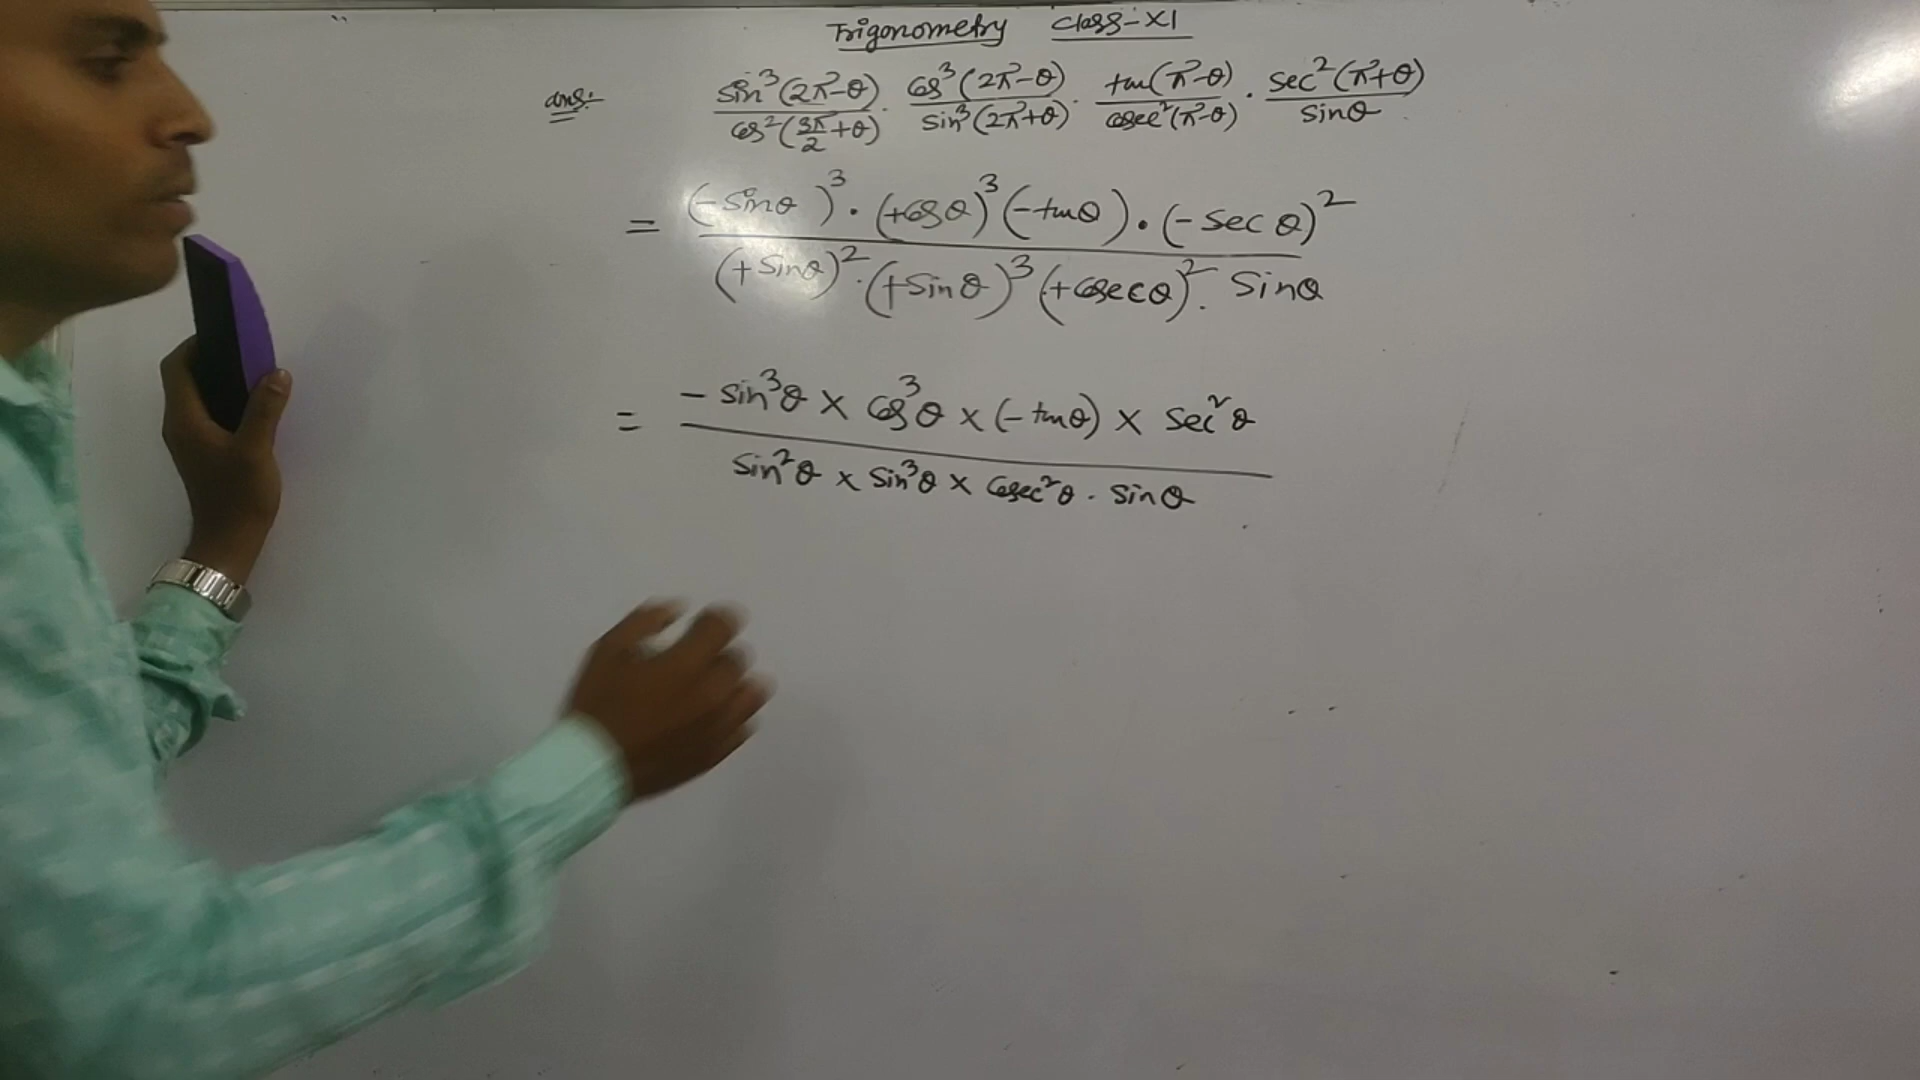 Trigonometry Class-XI
ans:- sin³(2π-θ)/cos²(3π/2+θ) · cos³(2π-θ)/sin³(2π+θ) · tan(π-θ)/cosec²(π-θ) · sec²(π+θ)/sinθ
= (-sinθ)³ · (+cosθ)³ (-tanθ) · (-secθ)²
(+sinθ)² · (+sinθ)³ (+cosecθ)² · sinθ
= -sin³θ × cos³θ × (-tanθ) × sec²θ
sin²θ × sin³θ × cosec²θ · sinθ